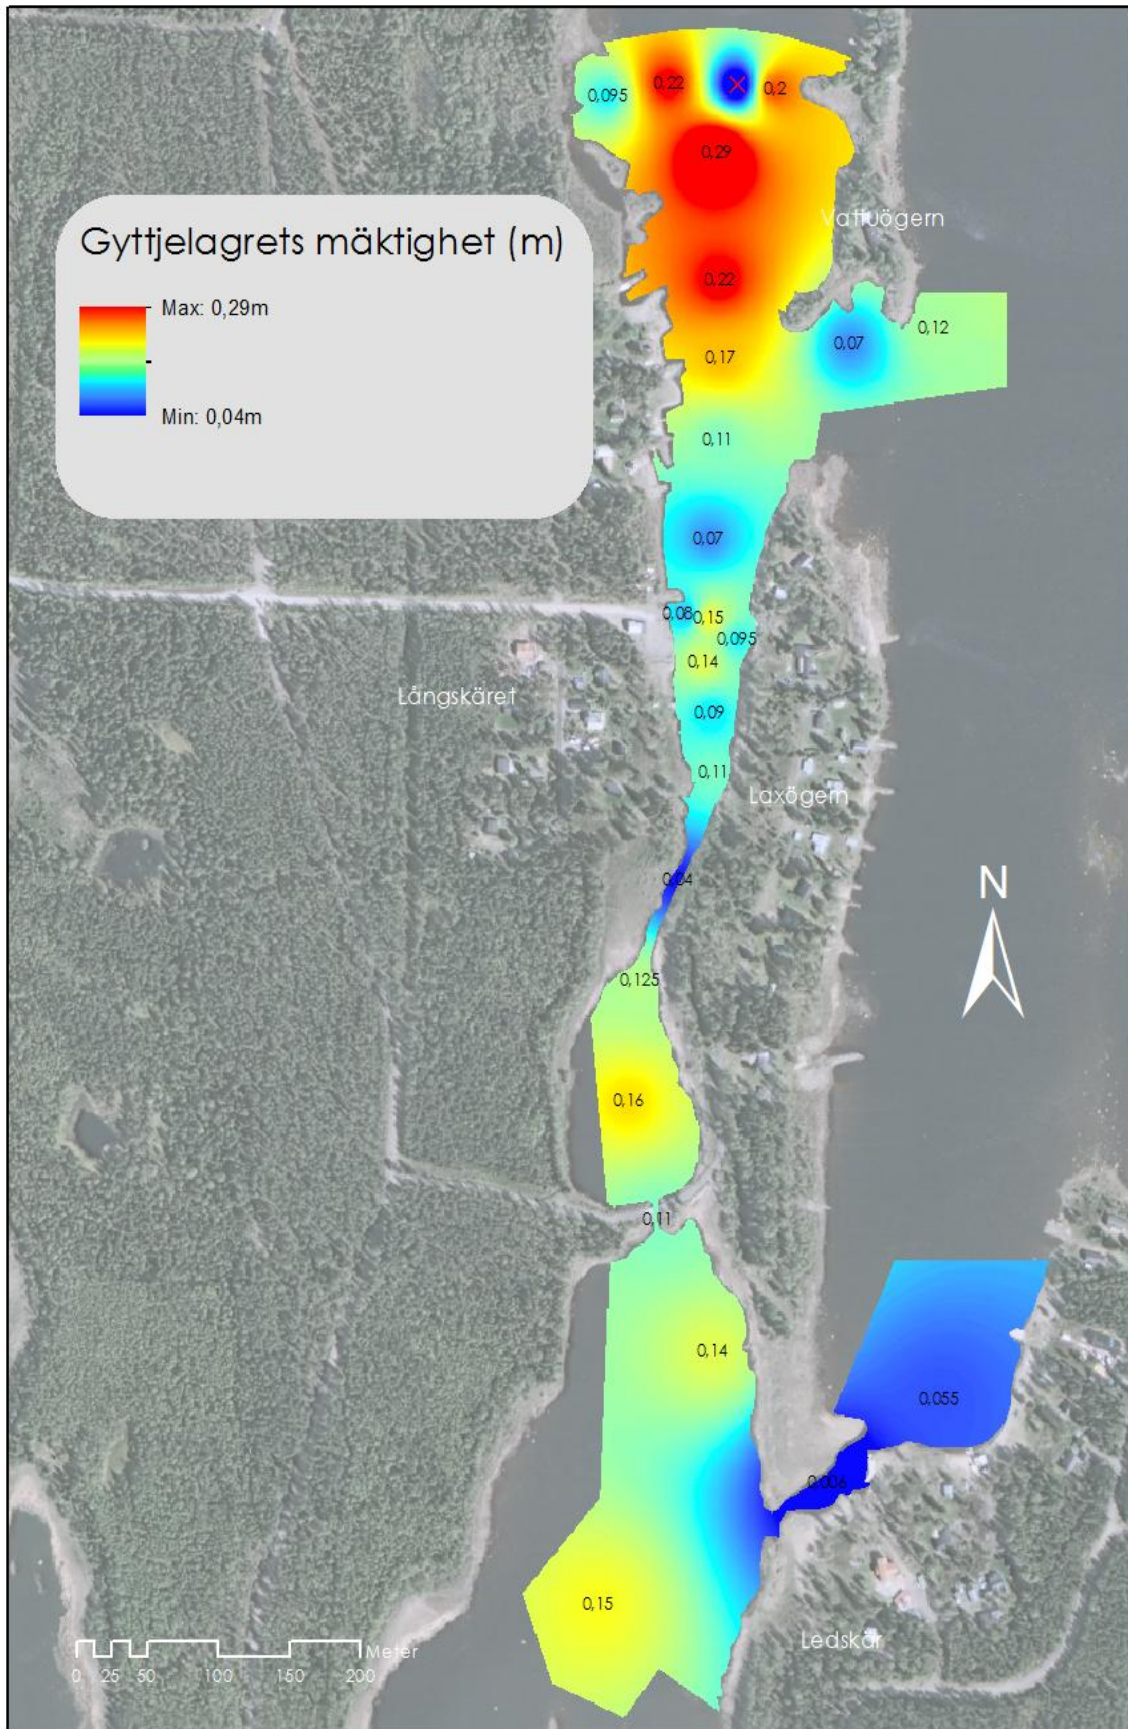 0,22
0,2
0,095
0,29
Vattuögern
Gyttjelagrets mäktighet (m)
0,22
Max: 0,29m
0,12
0,07
0,17
Min: 0,04m
0,11
0,07
0,08
0,15
0,095
0,14
Långskäret
0,09
0,11
Laxögern
0,04
N
0,125
0,16
0,11
0,14
0,055
0,006
0,15
Ledskär
Meter
0 25 50 100 150 200